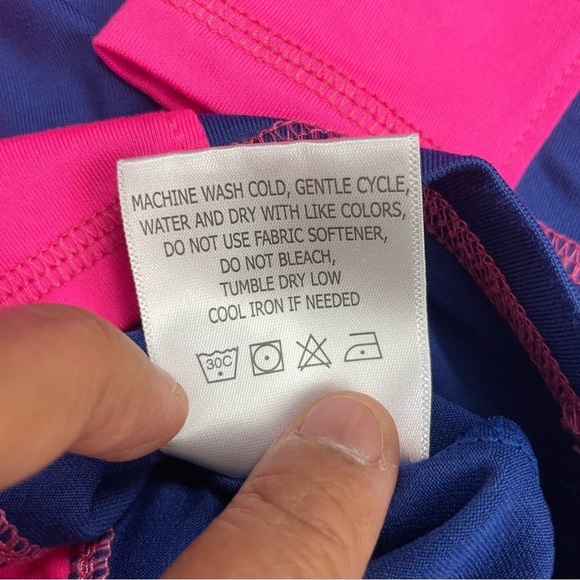 MACHINE WASH COLD, GENTLE CYCLE,
WATER AND DRY WITH LIKE COLORS,
DO NOT USE FABRIC SOFTENER,
DO NOT BLEACH,
TUMBLE DRY LOW
COOL IRON IF NEEDED
30C